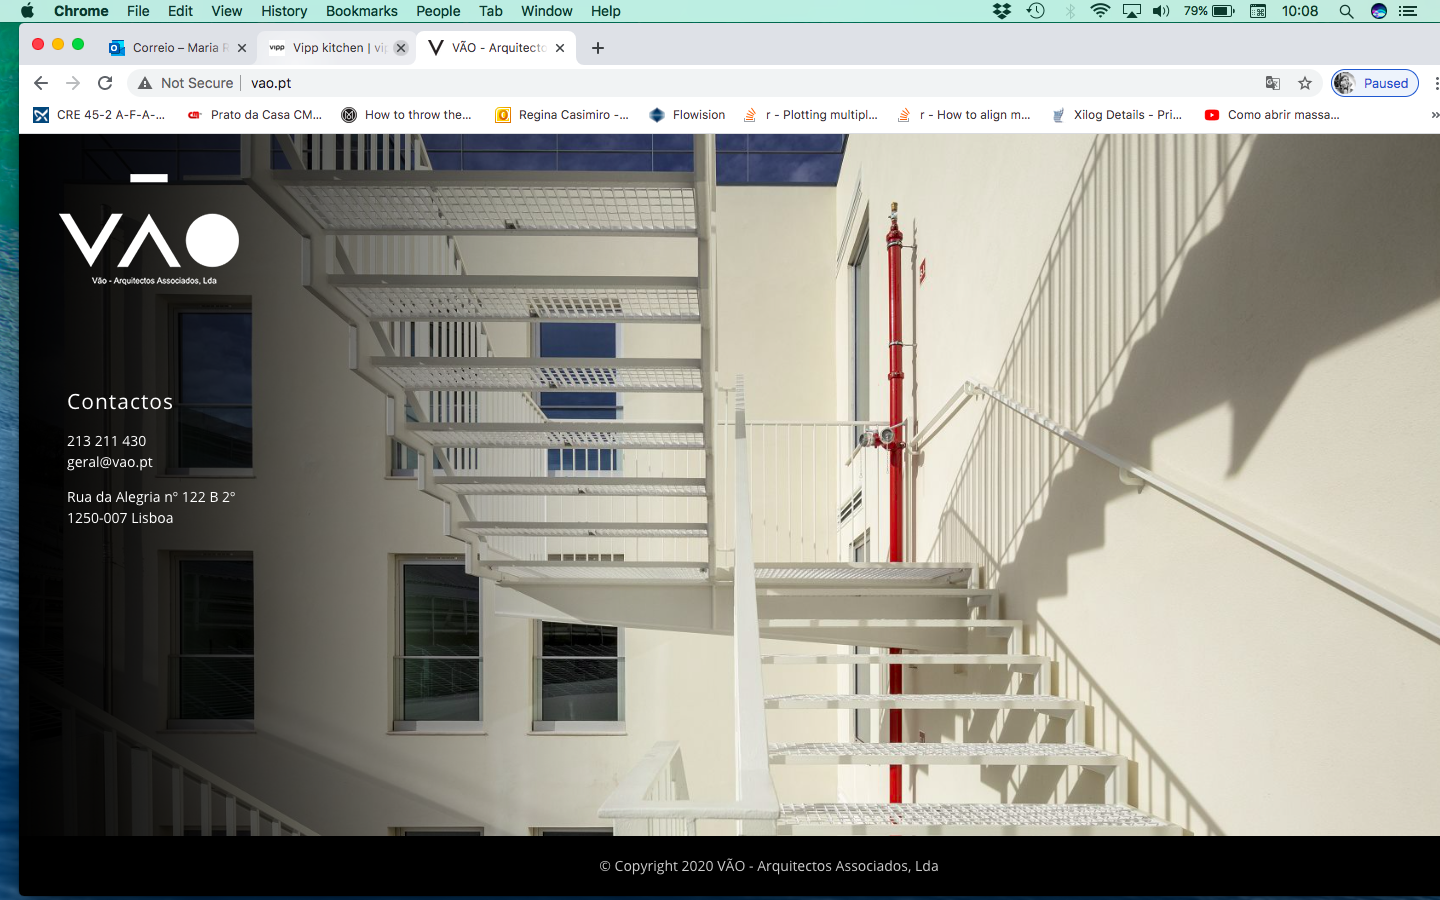 Chrome File Edit View History Bookmarks People Tab Window Help 79% 10:08
Correio – Maria R Vipp kitchen | vip VÃO - Arquitecto
Not Secure vao.pt Paused
CRE 45-2 A-F-A-... Prato da Casa CM... How to throw the... Regina Casimiro -... Flowision r - Plotting multipl... r - How to align m... Xilog Details - Pri... Como abrir massa... »
VÃO
Vão - Arquitectos Associados, Lda
Contactos
213 211 430
geral@vao.pt
Rua da Alegria nº 122 B 2º
1250-007 Lisboa
© Copyright 2020 VÃO - Arquitectos Associados, Lda